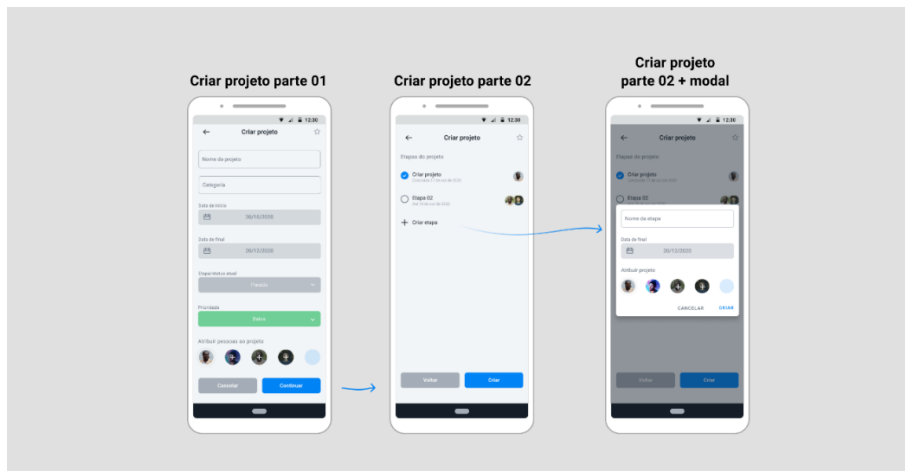 Criar projeto parte 01
12:30
Criar projeto
Nome do projeto
Categoria
Data de início
30/10/2020
Data de final
30/12/2020
Prioridade
Baixa
Atribuir pessoas ao projeto
Cancelar
Continuar
Criar projeto parte 02
12:30
Criar projeto
Etapas do projeto
Criar projeto
Etapa 02
Criar etapa
Voltar
Criar
Criar projeto
parte 02 + modal
12:30
Criar projeto
Etapas do projeto
Criar projeto
Etapa 02
Nome da etapa
Data de final
30/12/2020
Atribuir projeto
CANCELAR
CRIAR
Voltar
Criar